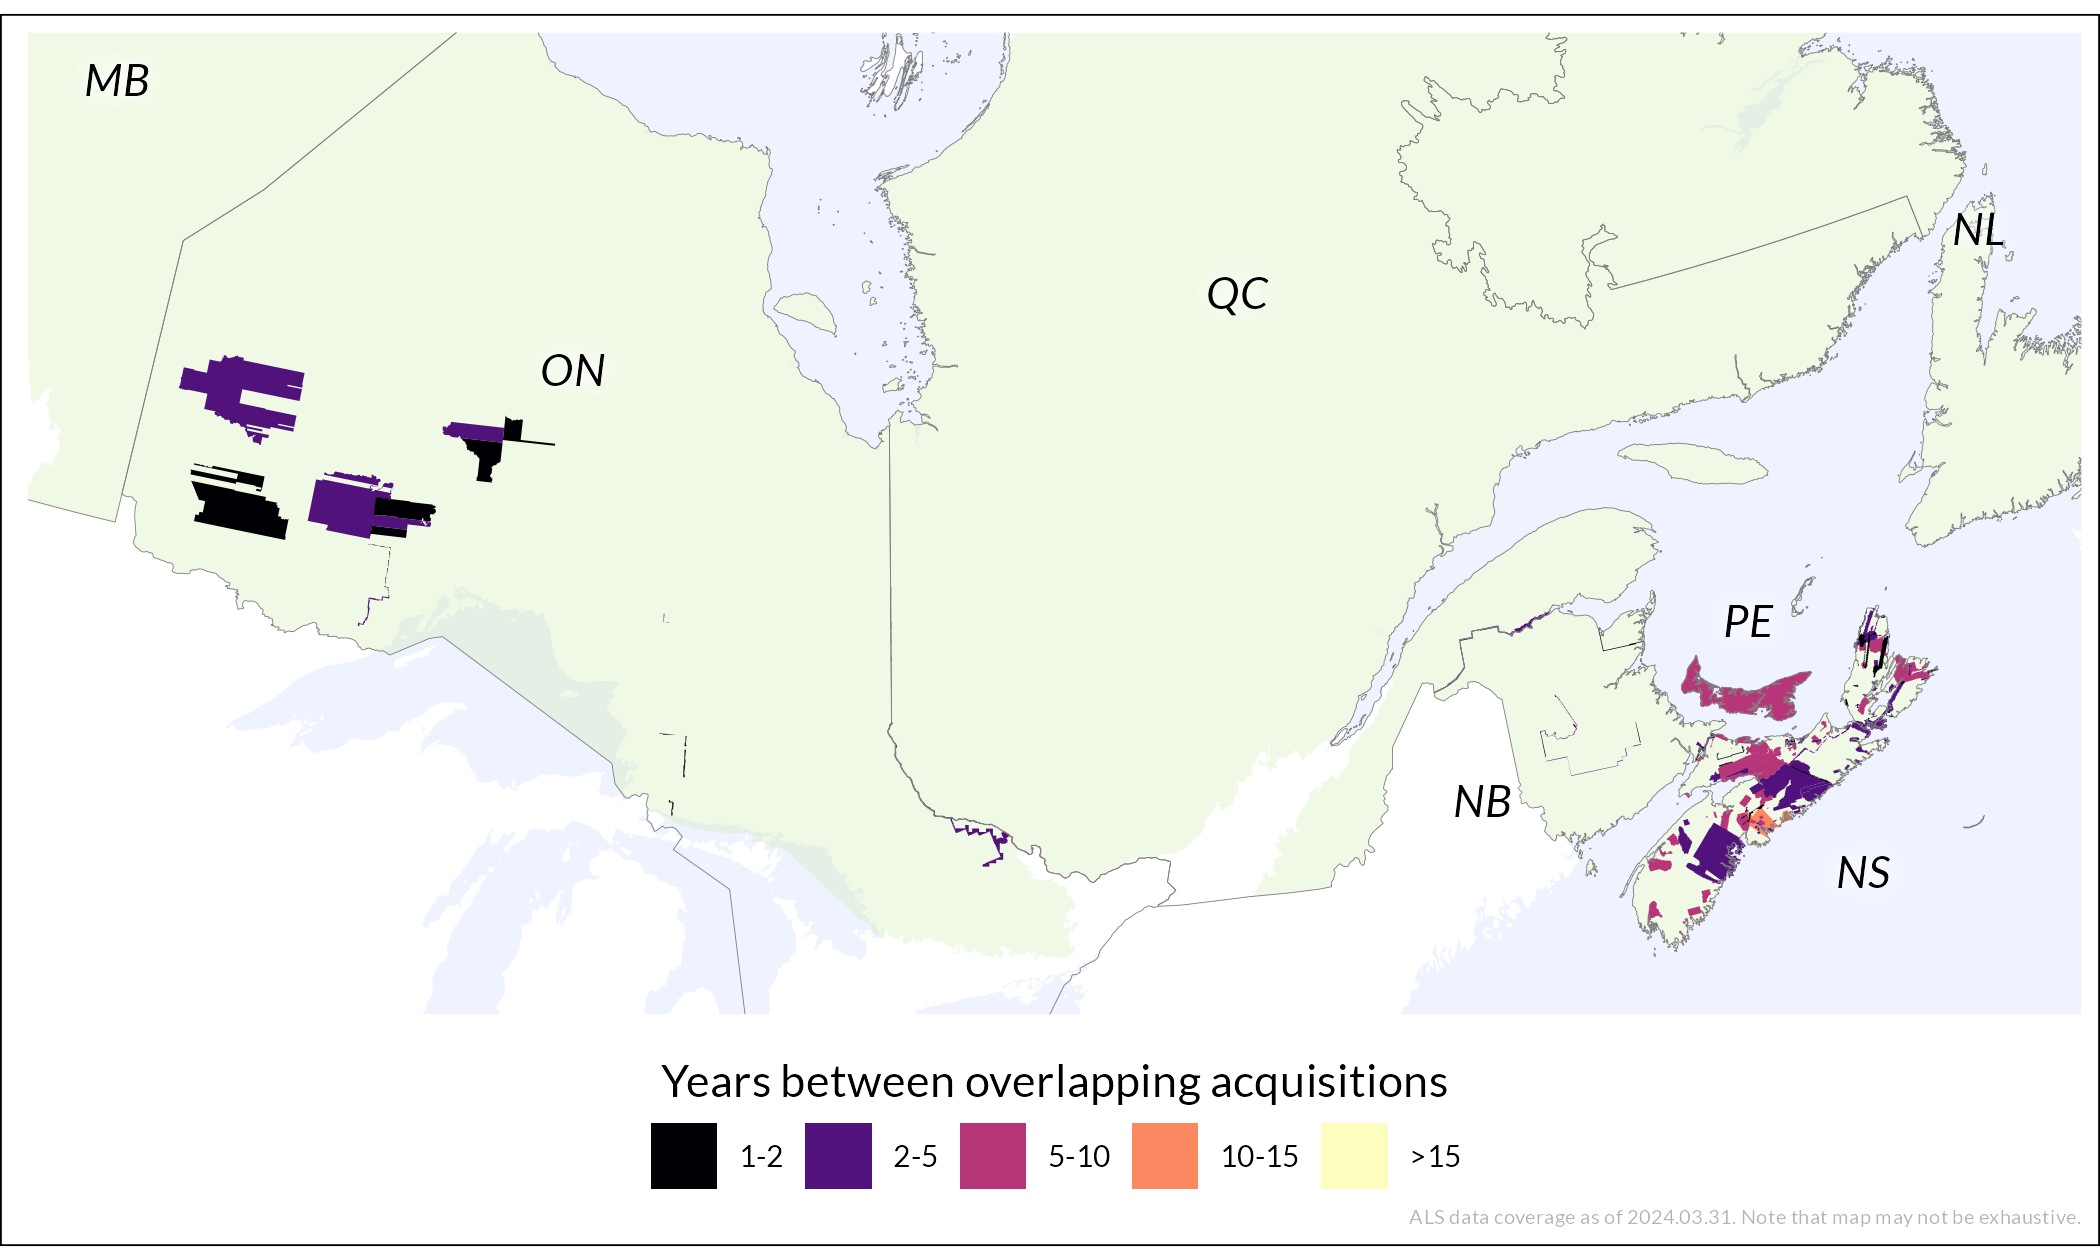 MB
NL
QC
ON
PE
NB
NS
Years between overlapping acquisitions
1-2 2-5 5-10 10-15 >15
ALS data coverage as of 2024.03.31. Note that map may not be exhaustive.